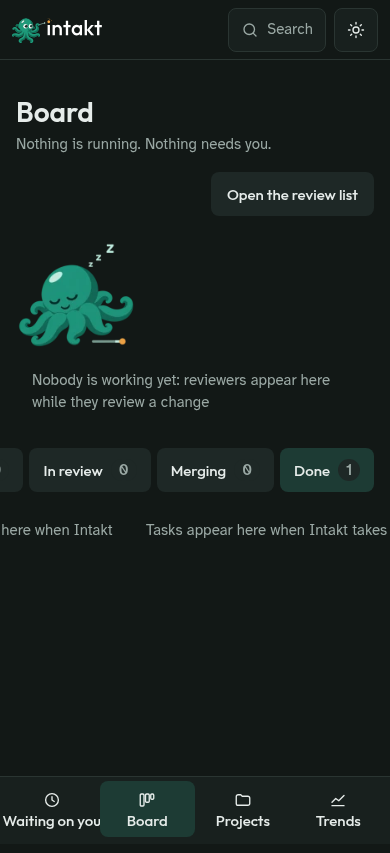 intakt
Search
Board
Nothing is running. Nothing needs you.
Open the review list
z z z
Nobody is working yet: reviewers appear here
while they review a change
In review 0 Merging 0 Done 1
here when Intakt Tasks appear here when Intakt takes
Waiting on you Board Projects Trends